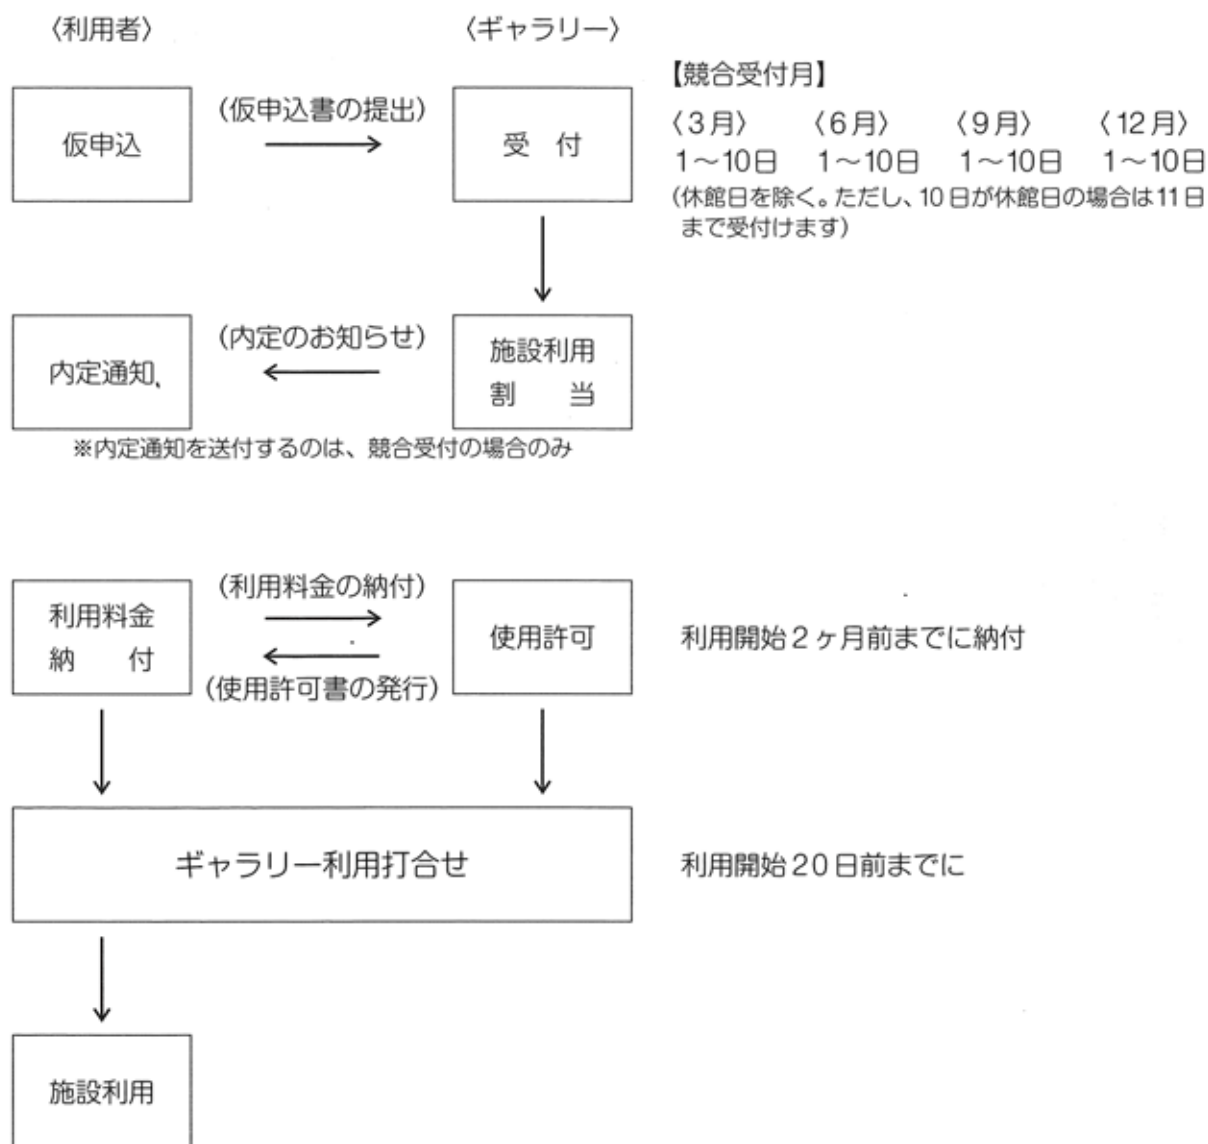 〈利用者〉
〈ギャラリー〉
【競合受付月】
〈3月〉 〈6月〉 〈9月〉 〈12月〉
1～10日 1～10日 1～10日 1～10日
(休館日を除く。ただし、10日が休館日の場合は11日
まで受付けます)
仮申込
(仮申込書の提出)
受 付
内定通知
(内定のお知らせ)
施設利用
割 当
※内定通知を送付するのは、競合受付の場合のみ
利用料金
納 付
(利用料金の納付)
(使用許可書の発行)
使用許可
利用開始2ヶ月前までに納付
ギャラリー利用打合せ
利用開始20日前までに
施設利用